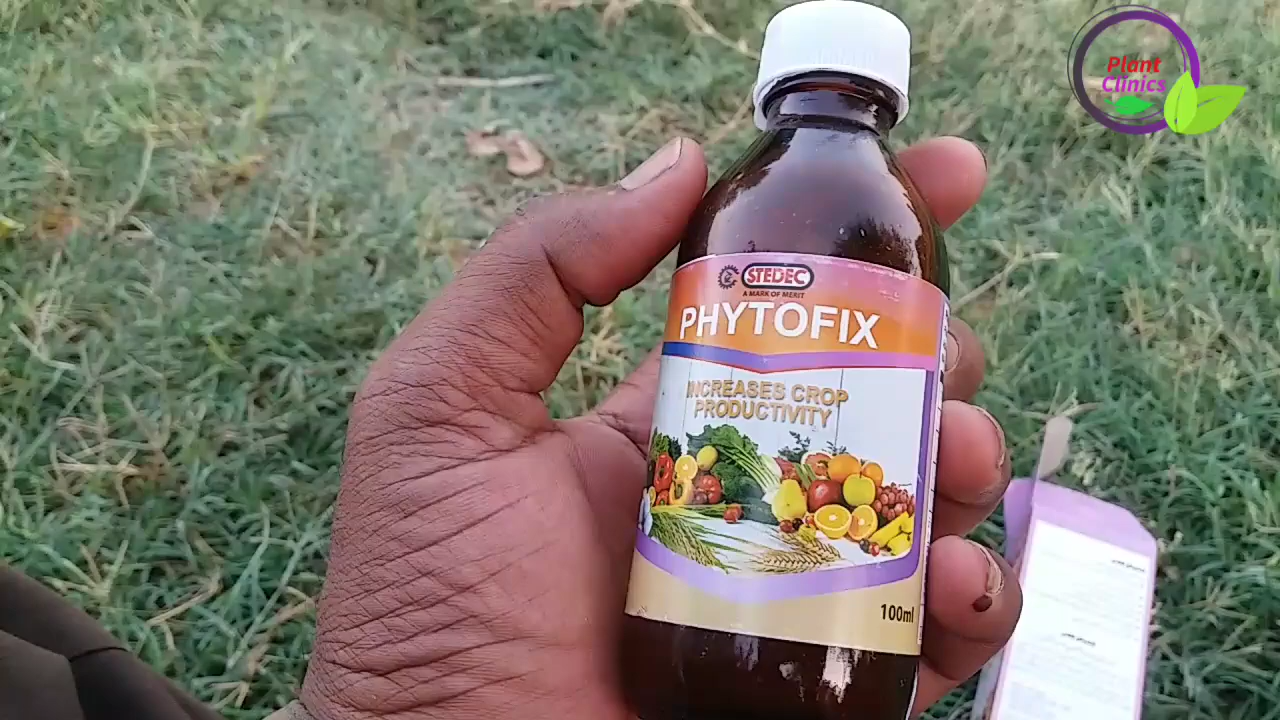 Plant
Clinics
STEDEC
A MARK OF MERIT
PHYTOFIX
INCREASES CROP
PRODUCTIVITY
100ml